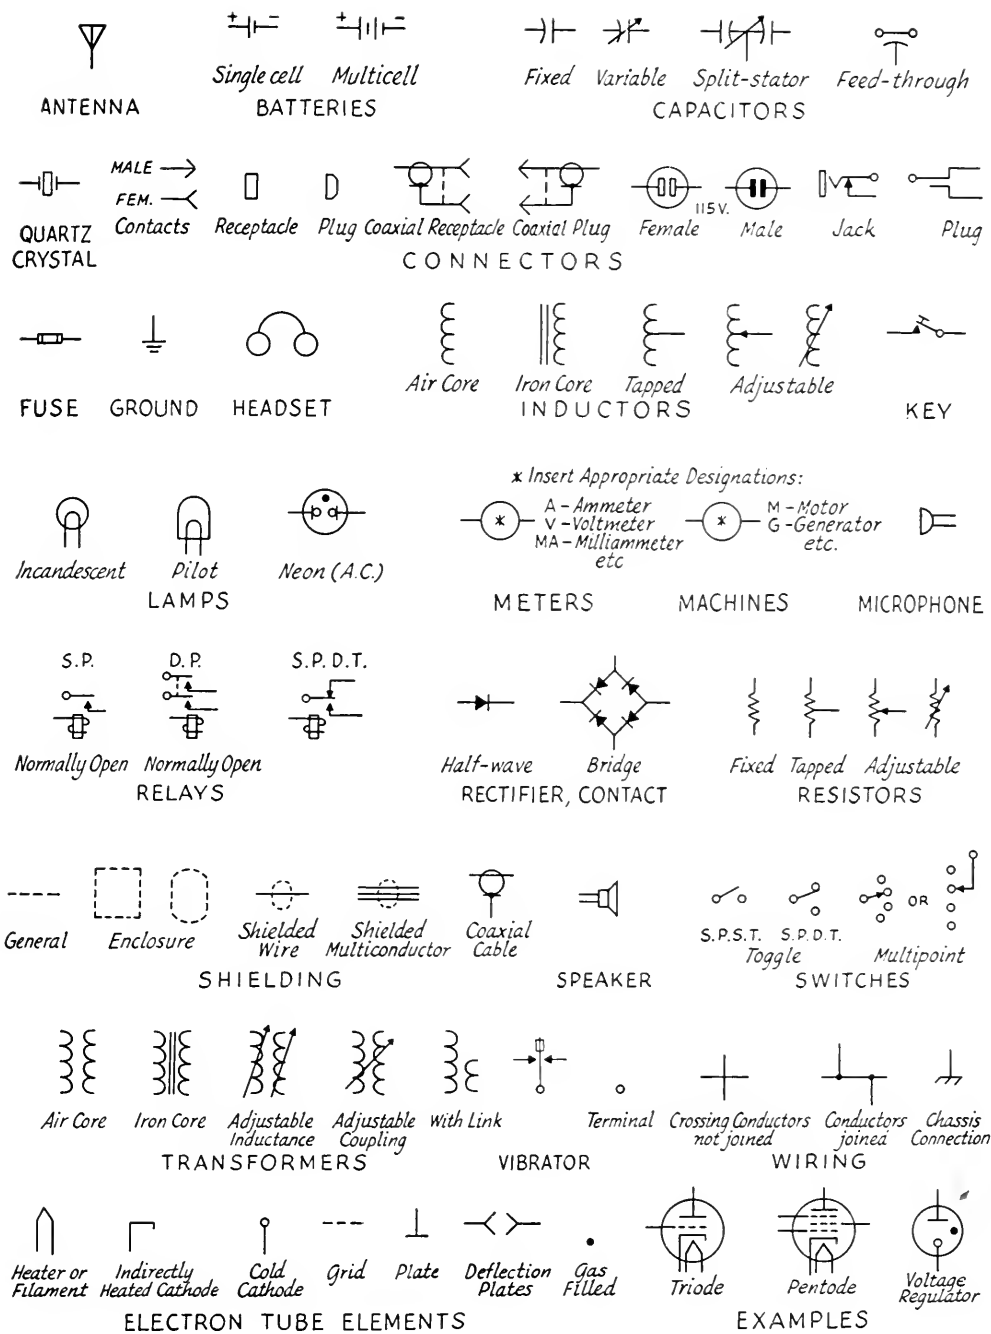 + - + -
Single cell Multicell Fixed Variable Split-stator Feed-through
ANTENNA BATTERIES CAPACITORS
MALE
FEM.
115V.
Contacts Receptacle Plug Coaxial Receptacle Coaxial Plug Female Male Jack Plug
QUARTZ
CRYSTAL
CONNECTORS
Air Core Iron Core Tapped Adjustable
FUSE GROUND HEADSET INDUCTORS KEY
* Insert Appropriate Designations:
* A - Ammeter
V - Voltmeter
MA - Milliammeter
etc
* M - Motor
G - Generator
etc.
Incandescent Pilot Neon (A.C.)
LAMPS METERS MACHINES MICROPHONE
S.P. D.P. S.P.D.T.
Normally Open Normally Open Half-wave Bridge Fixed Tapped Adjustable
RELAYS RECTIFIER, CONTACT RESISTORS
OR
General Enclosure Shielded
Wire
Shielded
Multiconductor
Coaxial
Cable
S.P.S.T. S.P.D.T.
Toggle Multipoint
SHIELDING SPEAKER SWITCHES
Air Core Iron Core Adjustable
Inductance
Adjustable
Coupling
With Link Terminal Crossing Conductors
not joined
Conductors
joined
Chassis
Connection
TRANSFORMERS VIBRATOR WIRING
Heater or
Filament
Indirectly
Heated Cathode
Cold
Cathode
Grid Plate Deflection
Plates
Gas
Filled
Triode Pentode Voltage
Regulator
ELECTRON TUBE ELEMENTS EXAMPLES